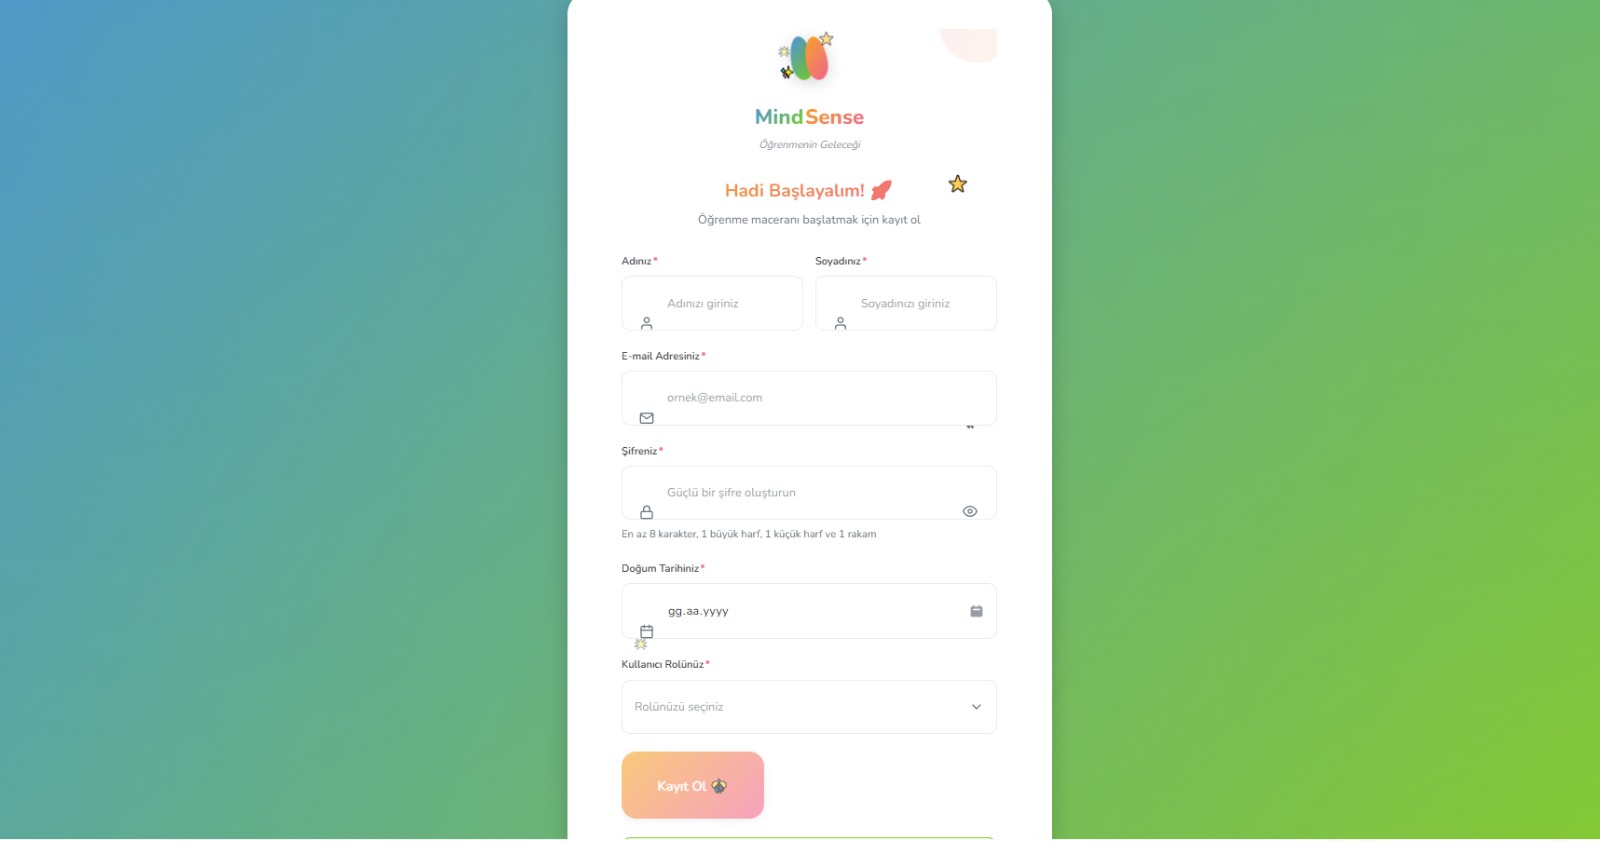 MindSense
Öğrenmenin Geleceği
Hadi Başlayalım! 🚀
Öğrenme maceranı başlatmak için kayıt ol
Adınız*
Soyadınız*
Adınızı giriniz
Soyadınızı giriniz
E-mail Adresiniz*
ornek@email.com
Şifreniz*
Güçlü bir şifre oluşturun
En az 8 karakter, 1 büyük harf, 1 küçük harf ve 1 rakam
Doğum Tarihiniz*
gg.aa.yyyy
Kullanıcı Rolünüz*
Rolünüzü seçiniz
Kayıt Ol